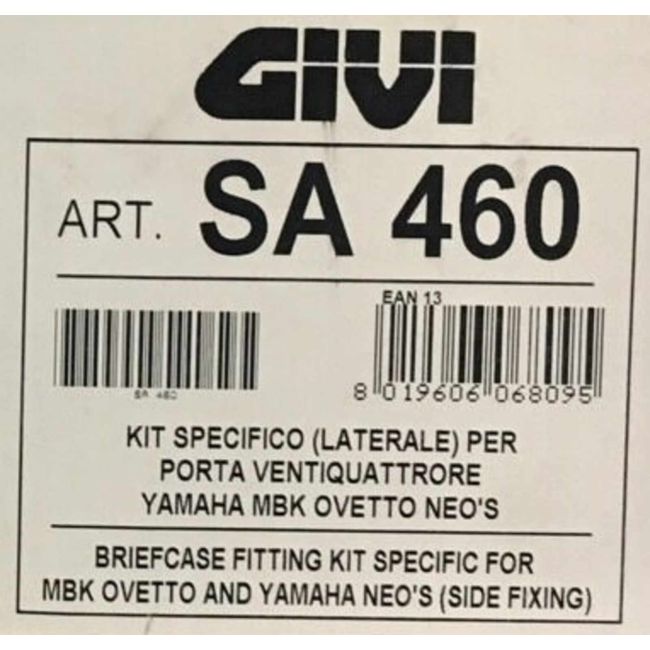 GIVI
ART. SA 460
EAN 13
SA 460
8 019606 068095
KIT SPECIFICO (LATERALE) PER
PORTA VENTIQUATTRORE
YAMAHA MBK OVETTO NEO'S
BRIEFCASE FITTING KIT SPECIFIC FOR
MBK OVETTO AND YAMAHA NEO'S (SIDE FIXING)